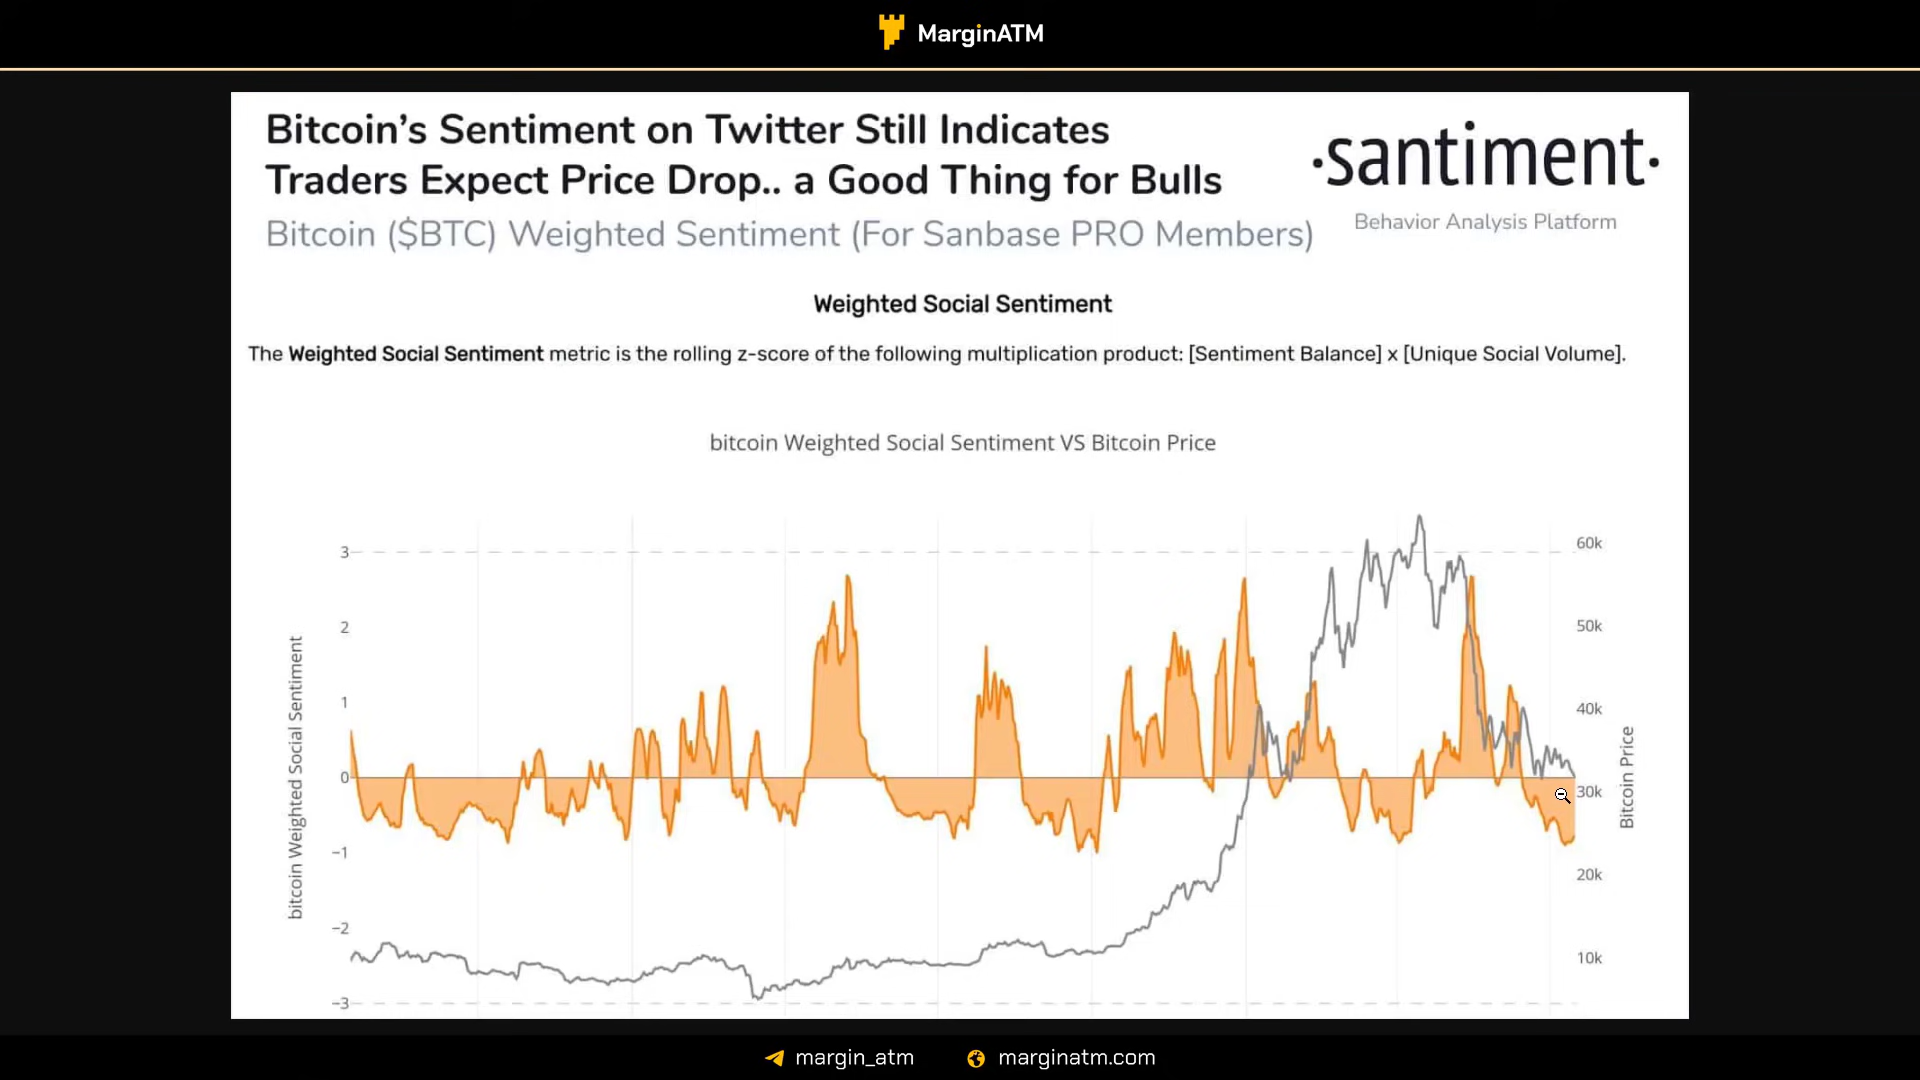 MarginATM
Bitcoin’s Sentiment on Twitter Still Indicates
Traders Expect Price Drop.. a Good Thing for Bulls
Bitcoin ($BTC) Weighted Sentiment (For Sanbase PRO Members)
·santiment·
Behavior Analysis Platform
Weighted Social Sentiment
The Weighted Social Sentiment metric is the rolling z-score of the following multiplication product: [Sentiment Balance] x [Unique Social Volume].
bitcoin Weighted Social Sentiment VS Bitcoin Price
bitcoin Weighted Social Sentiment
3
2
1
0
−1
−2
−3
60k
50k
40k
30k
20k
10k
Bitcoin Price
margin_atm
marginatm.com